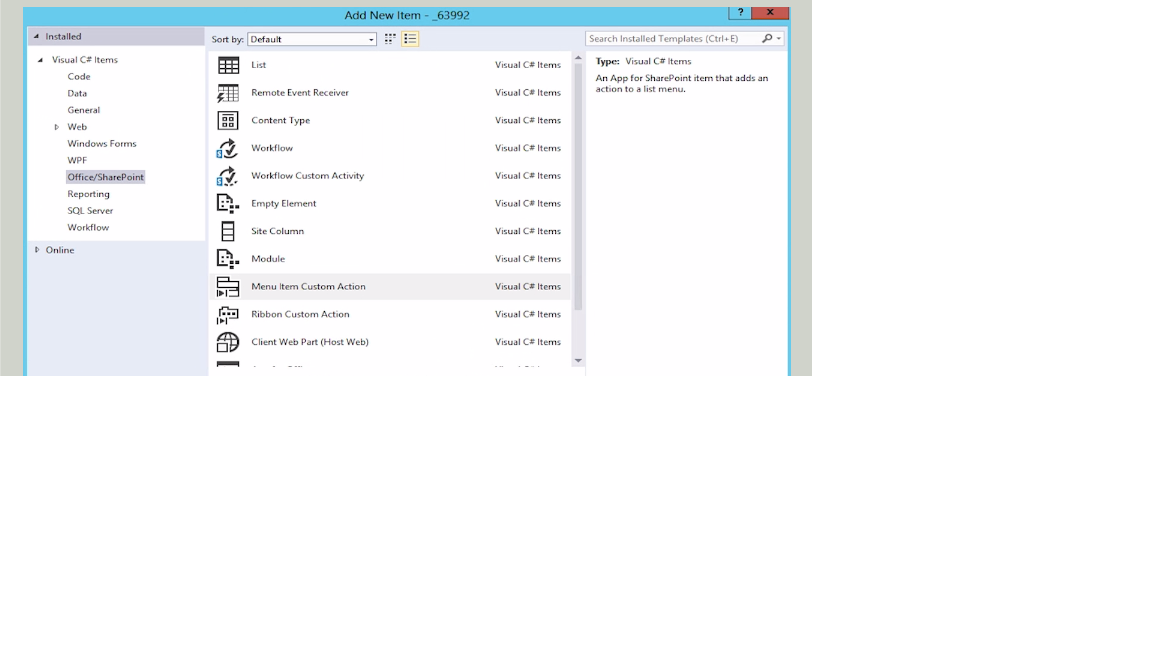 Add New Item - _63992
?
x
Installed
Visual C# Items
Code
Data
General
Web
Windows Forms
WPF
Office/SharePoint
Reporting
SQL Server
Workflow
Online
Sort by: Default
List Visual C# Items
Remote Event Receiver Visual C# Items
Content Type Visual C# Items
Workflow Visual C# Items
Workflow Custom Activity Visual C# Items
Empty Element Visual C# Items
Site Column Visual C# Items
Module Visual C# Items
Menu Item Custom Action Visual C# Items
Ribbon Custom Action Visual C# Items
Client Web Part (Host Web) Visual C# Items
Search Installed Templates (Ctrl+E)
Type: Visual C# Items
An App for SharePoint item that adds an
action to a list menu.